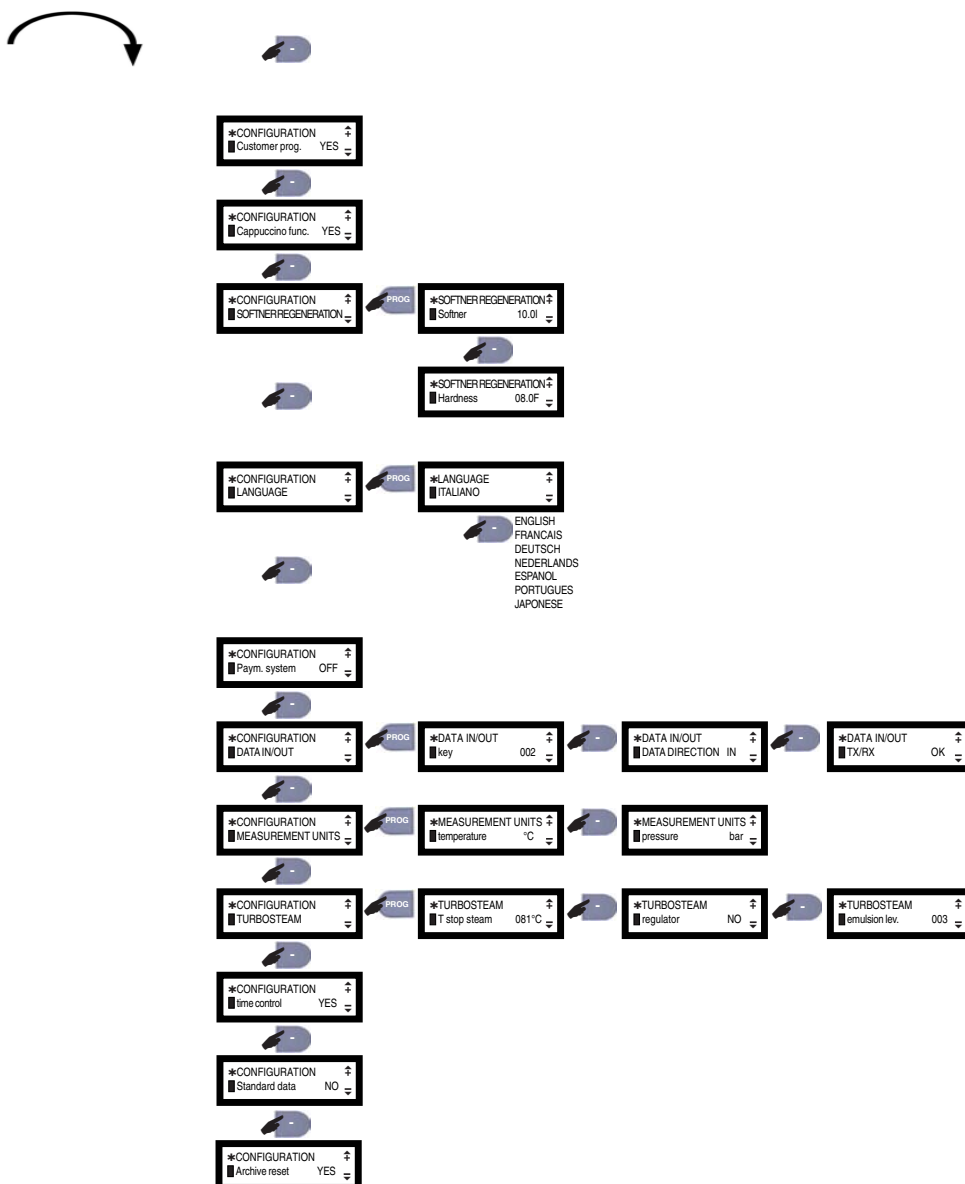 -
✱CONFIGURATION
Customer prog. YES
-
✱CONFIGURATION
Cappuccino func. YES
-
✱CONFIGURATION
SOFTNER REGENERATION
PROG
✱SOFTNER REGENERATION
Softner 10.0l
-
✱SOFTNER REGENERATION
Hardness 08.0F
-
✱CONFIGURATION
LANGUAGE
PROG
✱LANGUAGE
ITALIANO
-
ENGLISH
FRANCAIS
DEUTSCH
NEDERLANDS
ESPANOL
PORTUGUES
JAPONESE
-
✱CONFIGURATION
Paym. system OFF
-
✱CONFIGURATION
DATA IN/OUT
PROG
✱DATA IN/OUT
key 002
-
✱DATA IN/OUT
DATA DIRECTION IN
-
✱DATA IN/OUT
TX/RX OK
-
✱CONFIGURATION
MEASUREMENT UNITS
PROG
✱MEASUREMENT UNITS
temperature °C
-
✱MEASUREMENT UNITS
pressure bar
-
✱CONFIGURATION
TURBOSTEAM
PROG
✱TURBOSTEAM
T stop steam 081°C
-
✱TURBOSTEAM
regulator NO
-
✱TURBOSTEAM
emulsion lev. 003
-
✱CONFIGURATION
time control YES
-
✱CONFIGURATION
Standard data NO
-
✱CONFIGURATION
Archive reset YES